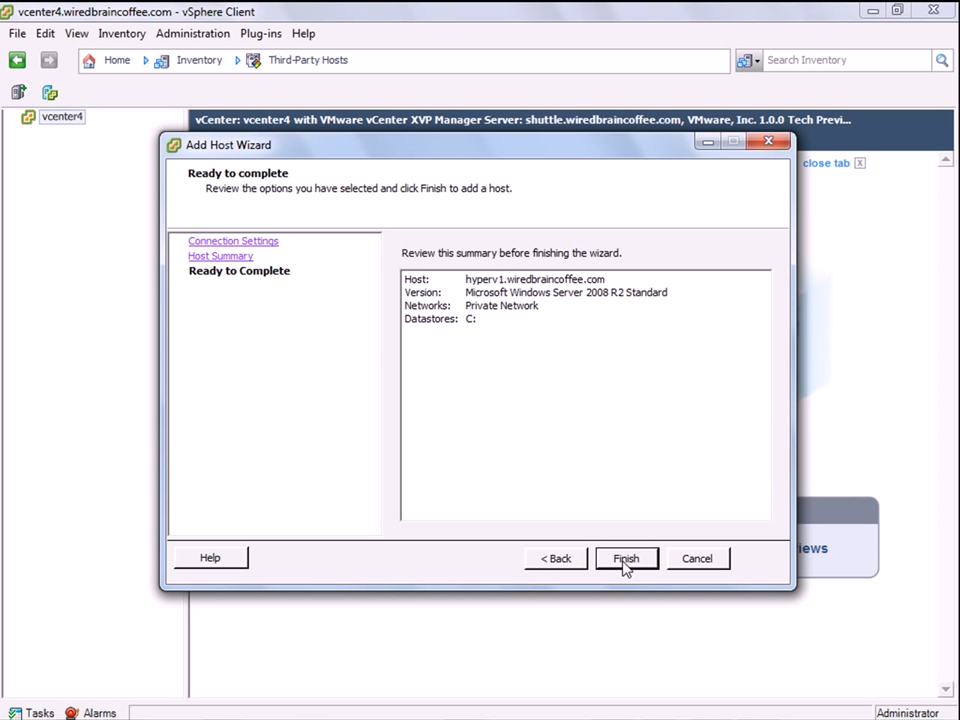 vcenter4.wiredbraincoffee.com - vSphere Client
File Edit View Inventory Administration Plug-ins Help
Home Inventory Third-Party Hosts Search Inventory
vcenter4
vCenter: vcenter4 with VMware vCenter XVP Manager Server: shuttle.wiredbraincoffee.com, VMware, Inc. 1.0.0 Tech Previ...
Add Host Wizard
close tab
Ready to complete
Review the options you have selected and click Finish to add a host.
Connection Settings
Host Summary
Ready to Complete
Review this summary before finishing the wizard.
Host: hyperv1.wiredbraincoffee.com
Version: Microsoft Windows Server 2008 R2 Standard
Networks: Private Network
Datastores: C:
iews
Help < Back Finish Cancel
Tasks Alarms Administrator